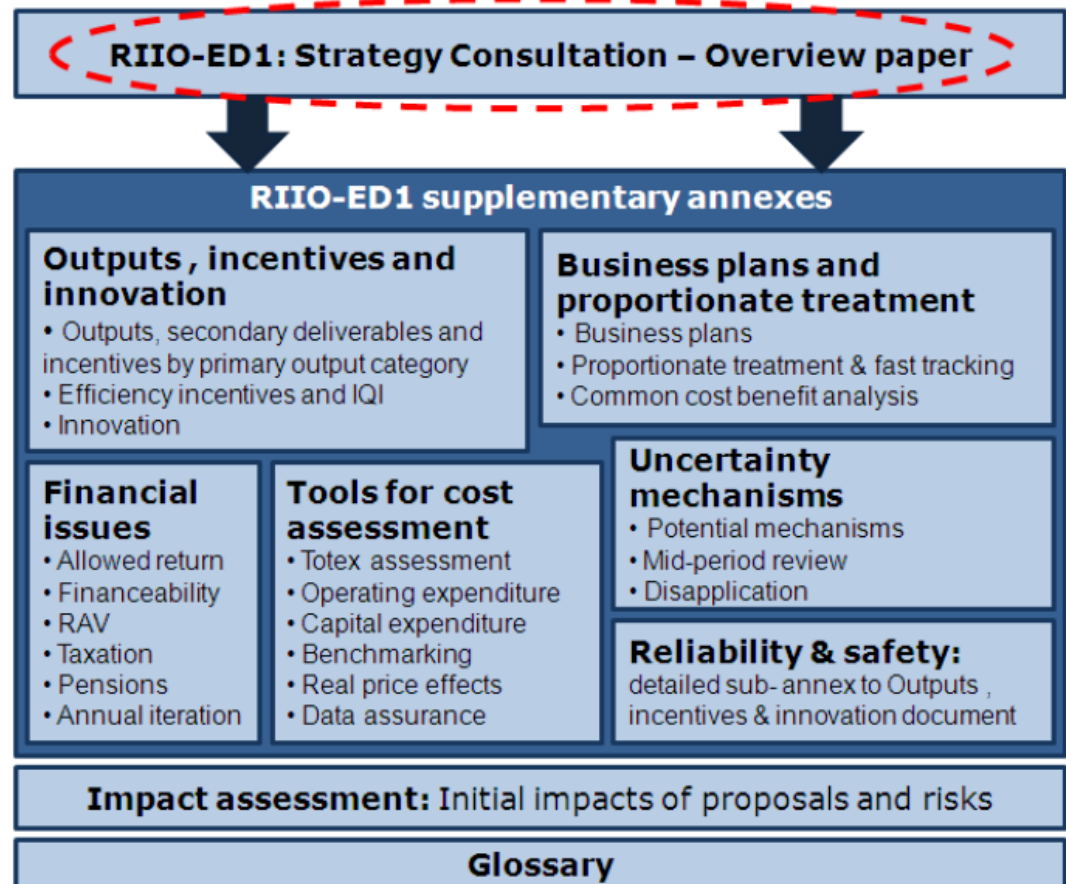 RIIO-ED1: Strategy Consultation – Overview paper
RIIO-ED1 supplementary annexes
Outputs , incentives and
innovation
• Outputs, secondary deliverables and
incentives by primary output category
• Efficiency incentives and IQI
• Innovation
Business plans and
proportionate treatment
• Business plans
• Proportionate treatment & fast tracking
• Common cost benefit analysis
Financial
issues
• Allowed return
• Financeability
• RAV
• Taxation
• Pensions
• Annual iteration
Tools for cost
assessment
• Totex assessment
• Operating expenditure
• Capital expenditure
• Benchmarking
• Real price effects
• Data assurance
Uncertainty
mechanisms
• Potential mechanisms
• Mid-period review
• Disapplication
Reliability & safety:
detailed sub- annex to Outputs ,
incentives & innovation document
Impact assessment: Initial impacts of proposals and risks
Glossary